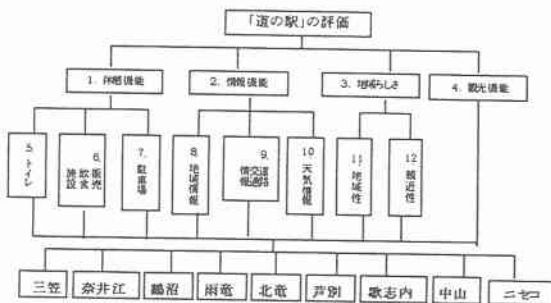 「道の駅」の評価
1. 休憩機能
2. 情報機能
3. 地域らしさ
4. 観光機能
5. トイレ
6. 販売飲食施設
7. 駐車場
8. 地域情報
9. 道路交通情報
10 天気情報
11. 地域性
12. 親近性
三笠
奈井江
鶴沼
雨竜
北竜
芦別
歌志内
中山
ニセコ